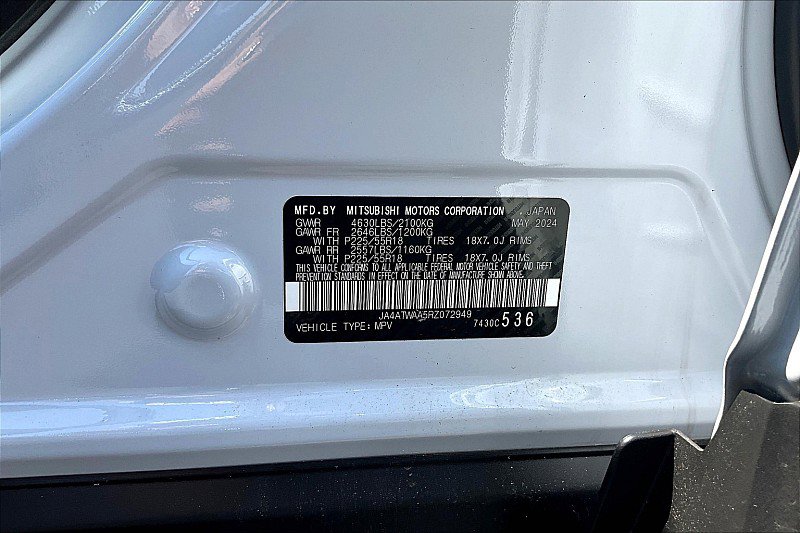 MFD.BY MITSUBISHI MOTORS CORPORATION , JAPAN
GVWR 4630LBS/2100KG MAY 2024
GAWR FR 2646LBS/1200KG
WITH P225/55R18 TIRES 18X7.0J RIMS
GAWR RR 2557LBS/1160KG
WITH P225/55R18 TIRES 18X7.0J RIMS
THIS VEHICLE CONFORMS TO ALL APPLICABLE FEDERAL MOTOR VEHICLE SAFETY AND THEFT
PREVENTION STANDARDS IN EFFECT ON THE DATE OF MANUFACTURE SHOWN ABOVE.
JA4ATWAA5RZ072949
VEHICLE TYPE: MPV 7430C 536